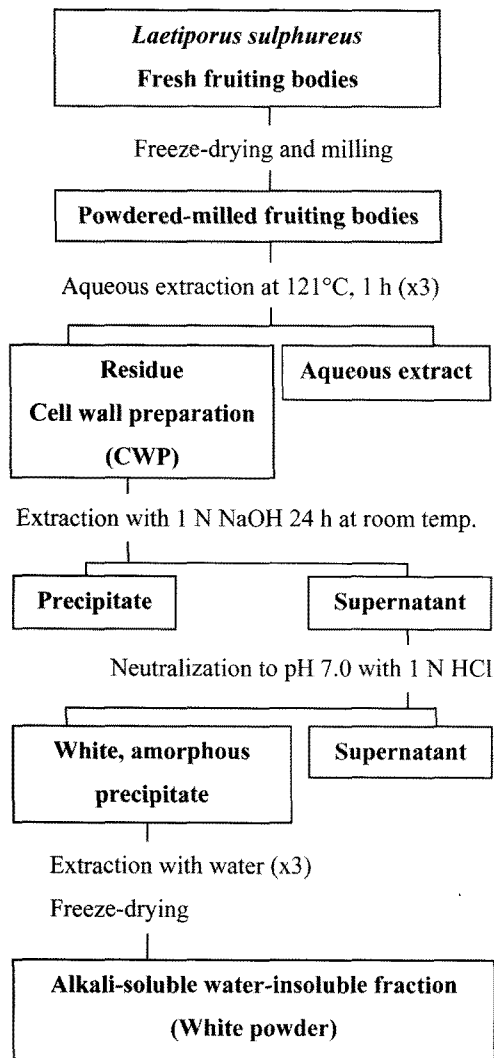 Laetiporus sulphureus
Fresh fruiting bodies
Freeze-drying and milling
Powdered-milled fruiting bodies
Aqueous extraction at 121°C, 1 h (x3)
Residue
Cell wall preparation
(CWP)
Aqueous extract
Extraction with 1 N NaOH 24 h at room temp.
Precipitate
Supernatant
Neutralization to pH 7.0 with 1 N HCl
White, amorphous
precipitate
Supernatant
Extraction with water (x3)
Freeze-drying
Alkali-soluble water-insoluble fraction
(White powder)